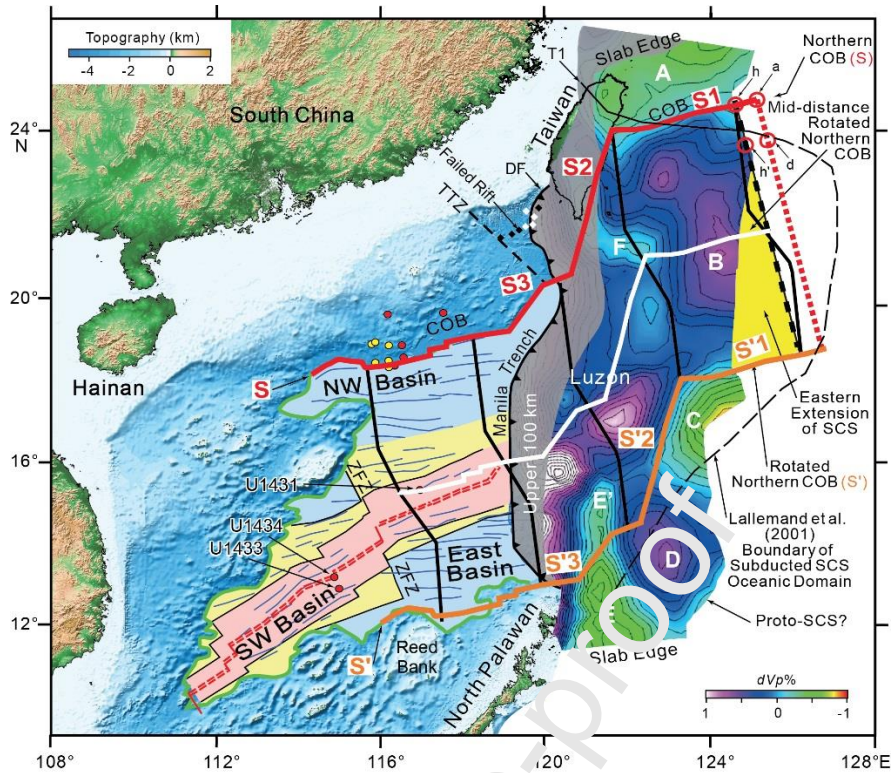 Topography (km)
-4 -2 0 2
South China
Slab Edge
T1
A
Taiwan
COB
S1
h
a
Northern
COB (S)
Mid-distance
Rotated
Northern
COB
24°
N
Failed Rift
DF
TTZ
S2
h'
d
F
B
20°
S3
COB
Hainan
S
NW Basin
Manila Trench
Upper 100 km
Luzon
S'1
S'2
C
Eastern
Extension
of SCS
Rotated
Northern COB (S')
16°
ZFZ
U1431
U1434
U1433
E'
D
Lallemand et al.
(2001)
Boundary of
Subducted SCS
Oceanic Domain
East
Basin
ZFZ
SW Basin
S'3
Proto-SCS?
12°
S'
Reed
Bank
North Palawan
E
Slab Edge
dVp%
1 0 -1
108°
112°
116°
120°
124°
128°E
proof